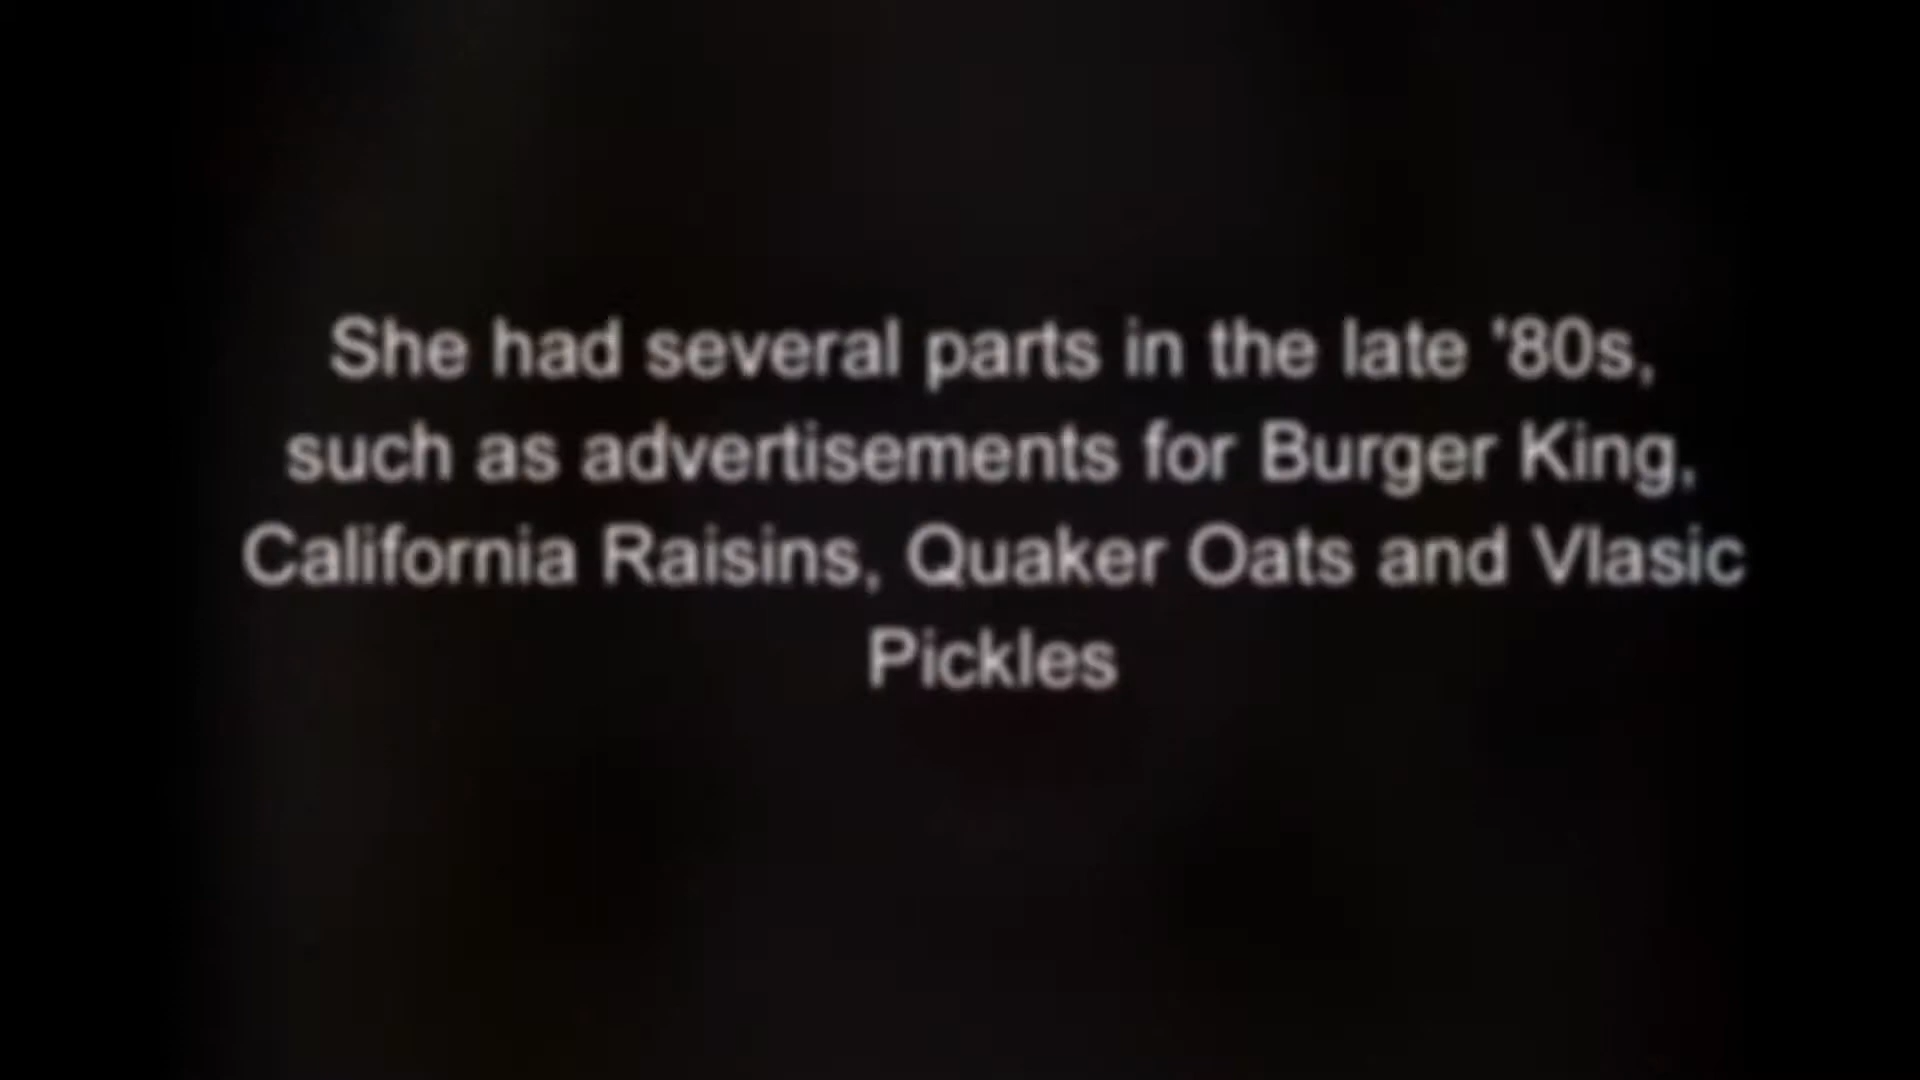 She had several parts in the late '80s,
such as advertisements for Burger King,
California Raisins, Quaker Oats and Vlasic
Pickles